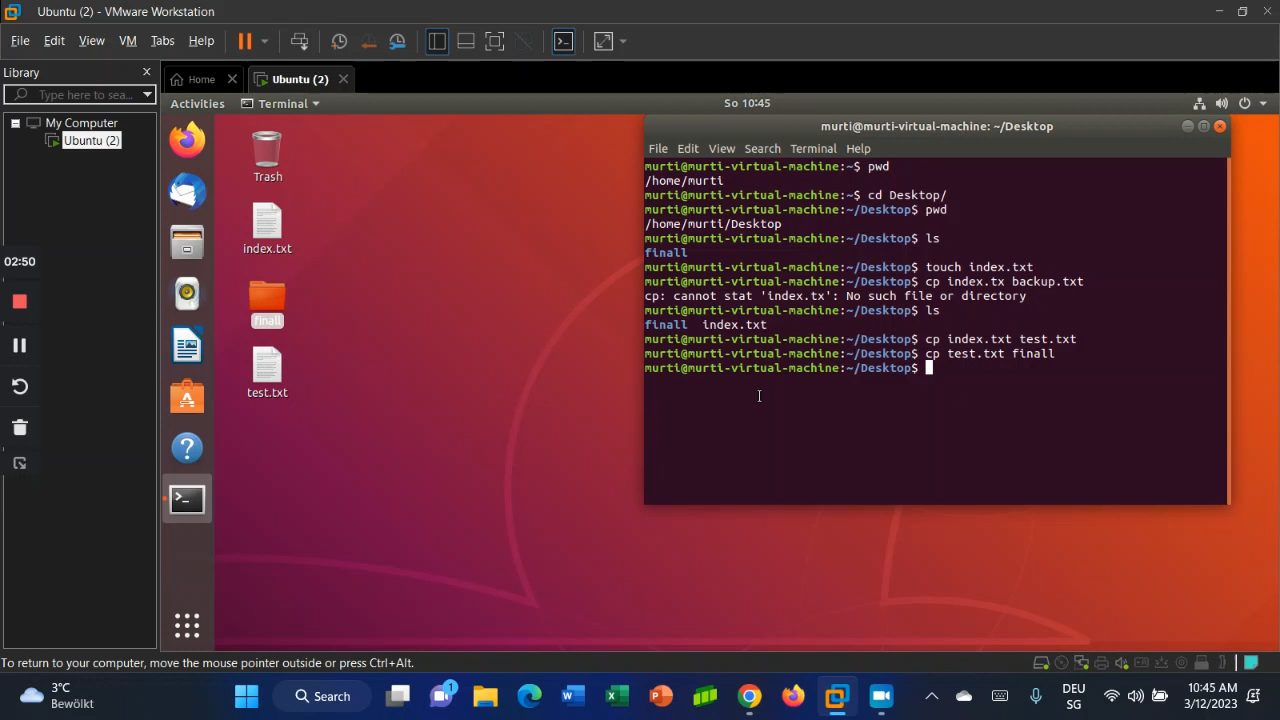 Ubuntu (2) - VMware Workstation
File Edit View VM Tabs Help
Library
Type here to sea...
My Computer
Ubuntu (2)
Home
Ubuntu (2)
Activities
Terminal
So 10:45
Trash
index.txt
finall
test.txt
murti@murti-virtual-machine: ~/Desktop
File Edit View Search Terminal Help
murti@murti-virtual-machine:~$ pwd
/home/murti
murti@murti-virtual-machine:~$ cd Desktop/
murti@murti-virtual-machine:~/Desktop$ pwd
/home/murti/Desktop
murti@murti-virtual-machine:~/Desktop$ ls
finall
murti@murti-virtual-machine:~/Desktop$ touch index.txt
murti@murti-virtual-machine:~/Desktop$ cp index.tx backup.txt
cp: cannot stat 'index.tx': No such file or directory
murti@murti-virtual-machine:~/Desktop$ ls
finall  index.txt
murti@murti-virtual-machine:~/Desktop$ cp index.txt test.txt
murti@murti-virtual-machine:~/Desktop$ cp test.txt finall
murti@murti-virtual-machine:~/Desktop$
02:50
To return to your computer, move the mouse pointer outside or press Ctrl+Alt.
3°C
Bewölkt
Search
1
DEU
SG
10:45 AM
3/12/2023